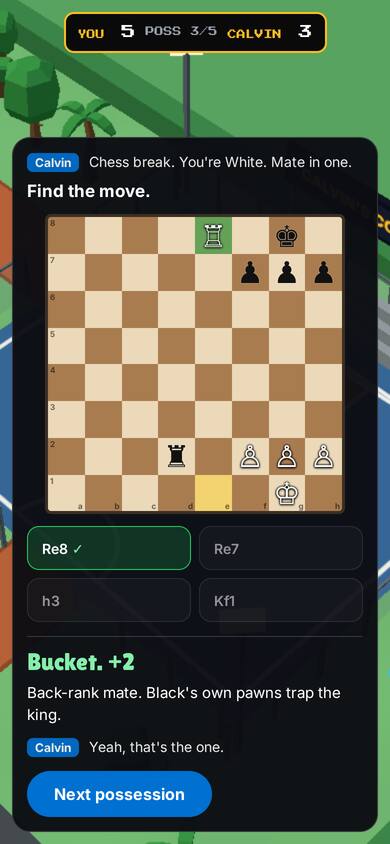 YOU 5 POSS 3/5 CALVIN 3
Calvin Chess break. You're White. Mate in one.
Find the move.
8
7
6
5
4
3
2
1
a b c d e f g h
Re8 ✓ Re7
h3 Kf1
Bucket. +2
Back-rank mate. Black's own pawns trap the
king.
Calvin Yeah, that's the one.
Next possession